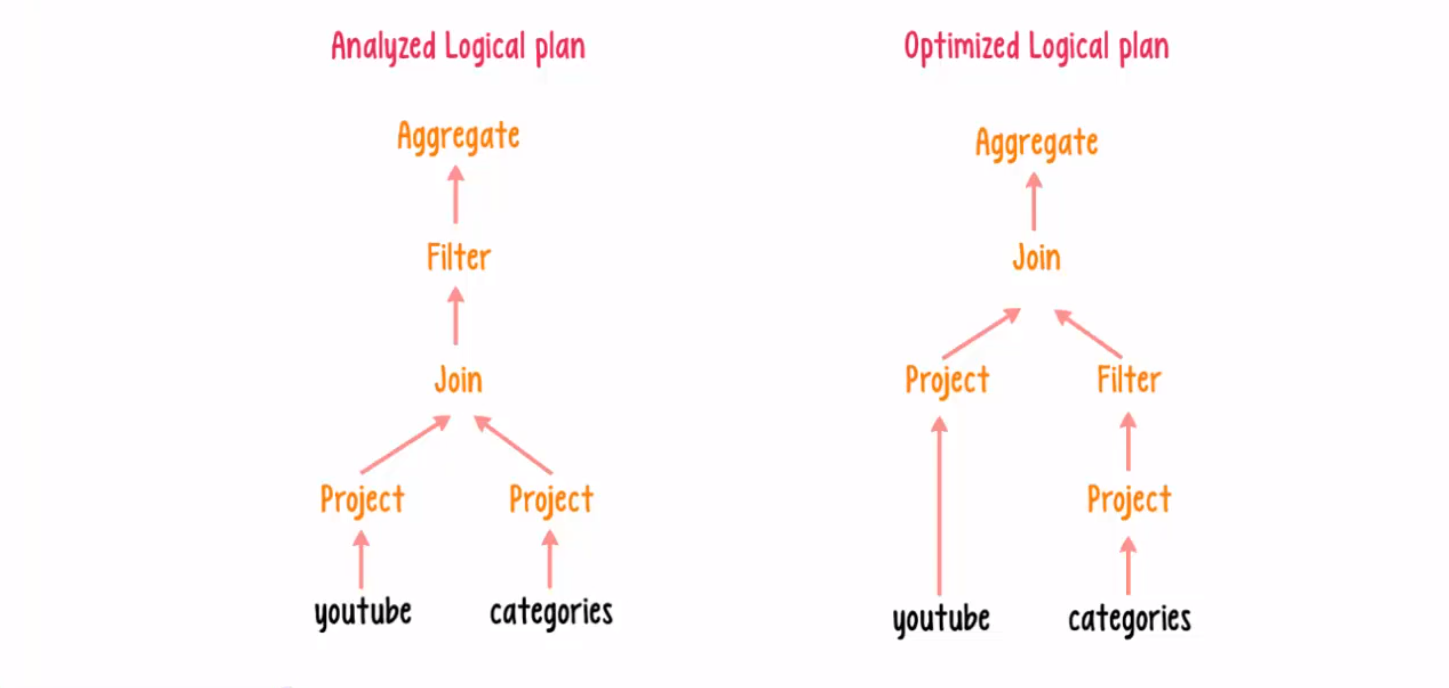 Analyzed Logical plan
Aggregate
Filter
Join
Project Project
youtube categories
Optimized Logical plan
Aggregate
Join
Project Filter
Project
youtube categories